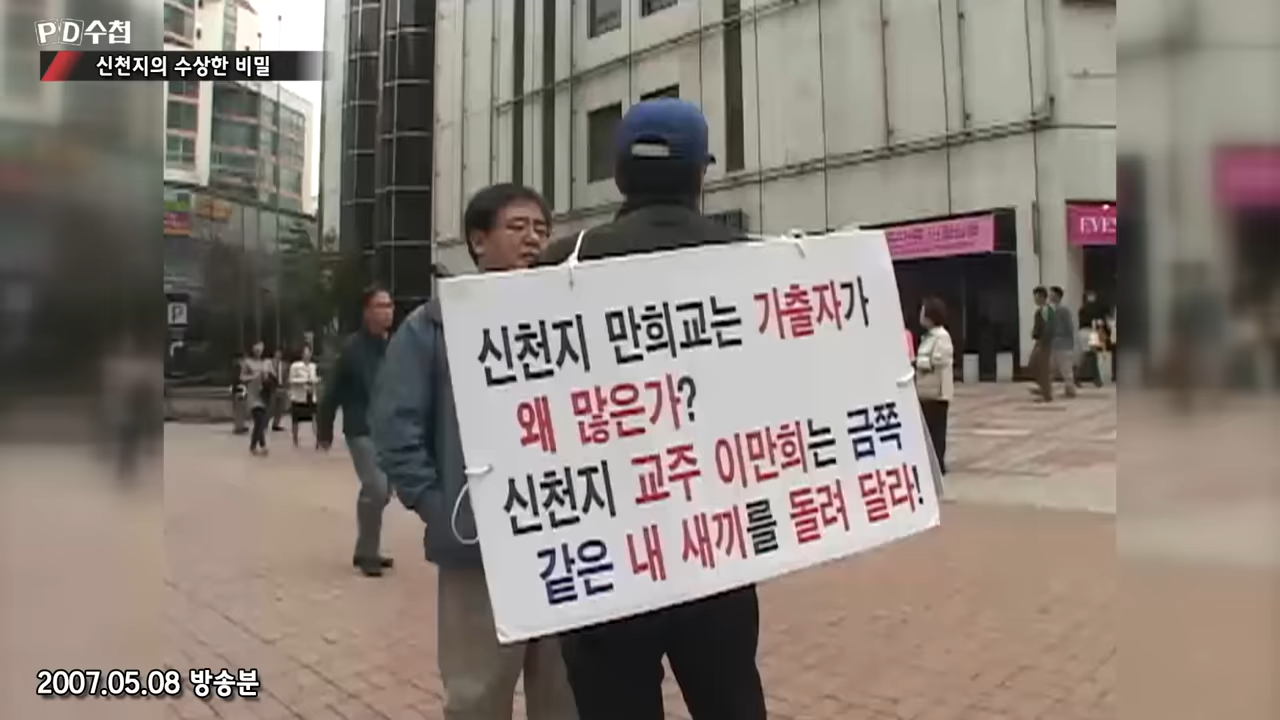 PD수첩
신천지의 수상한 비밀
신천지 만희교는 가출자가
왜 많은가?
신천지 교주 이만희는 금쪽
같은 내 새끼를 돌려 달라!
P
EVE
2007.05.08 방송분